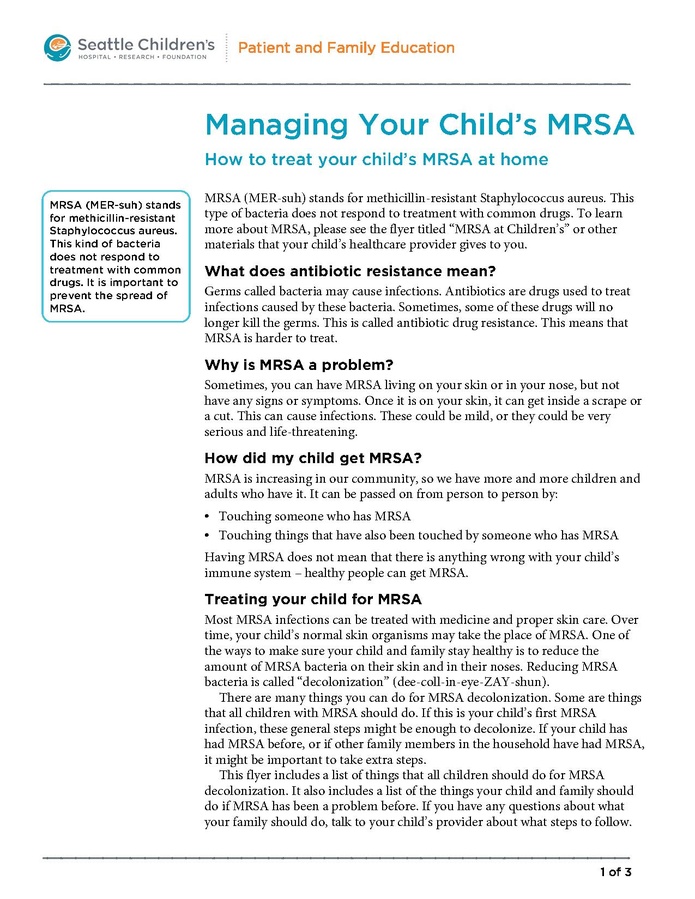 Seattle Children's
HOSPITAL • RESEARCH • FOUNDATION
Patient and Family Education
Managing Your Child's MRSA
How to treat your child's MRSA at home
MRSA (MER-suh) stands
for methicillin-resistant
Staphylococcus aureus.
This kind of bacteria
does not respond to
treatment with common
drugs. It is important to
prevent the spread of
MRSA.
MRSA (MER-suh) stands for methicillin-resistant Staphylococcus aureus. This
type of bacteria does not respond to treatment with common drugs. To learn
more about MRSA, please see the flyer titled “MRSA at Children's” or other
materials that your child's healthcare provider gives to you.
What does antibiotic resistance mean?
Germs called bacteria may cause infections. Antibiotics are drugs used to treat
infections caused by these bacteria. Sometimes, some of these drugs will no
longer kill the germs. This is called antibiotic drug resistance. This means that
MRSA is harder to treat.
Why is MRSA a problem?
Sometimes, you can have MRSA living on your skin or in your nose, but not
have any signs or symptoms. Once it is on your skin, it can get inside a scrape or
a cut. This can cause infections. These could be mild, or they could be very
serious and life-threatening.
How did my child get MRSA?
MRSA is increasing in our community, so we have more and more children and
adults who have it. It can be passed on from person to person by:
• Touching someone who has MRSA
• Touching things that have also been touched by someone who has MRSA
Having MRSA does not mean that there is anything wrong with your child's
immune system – healthy people can get MRSA.
Treating your child for MRSA
Most MRSA infections can be treated with medicine and proper skin care. Over
time, your child's normal skin organisms may take the place of MRSA. One of
the ways to make sure your child and family stay healthy is to reduce the
amount of MRSA bacteria on their skin and in their noses. Reducing MRSA
bacteria is called “decolonization” (dee-coll-in-eye-ZAY-shun).
There are many things you can do for MRSA decolonization. Some are things
that all children with MRSA should do. If this is your child's first MRSA
infection, these general steps might be enough to decolonize. If your child has
had MRSA before, or if other family members in the household have had MRSA,
it might be important to take extra steps.
This flyer includes a list of things that all children should do for MRSA
decolonization. It also includes a list of the things your child and family should
do if MRSA has been a problem before. If you have any questions about what
your family should do, talk to your child's provider about what steps to follow.
1 of 3